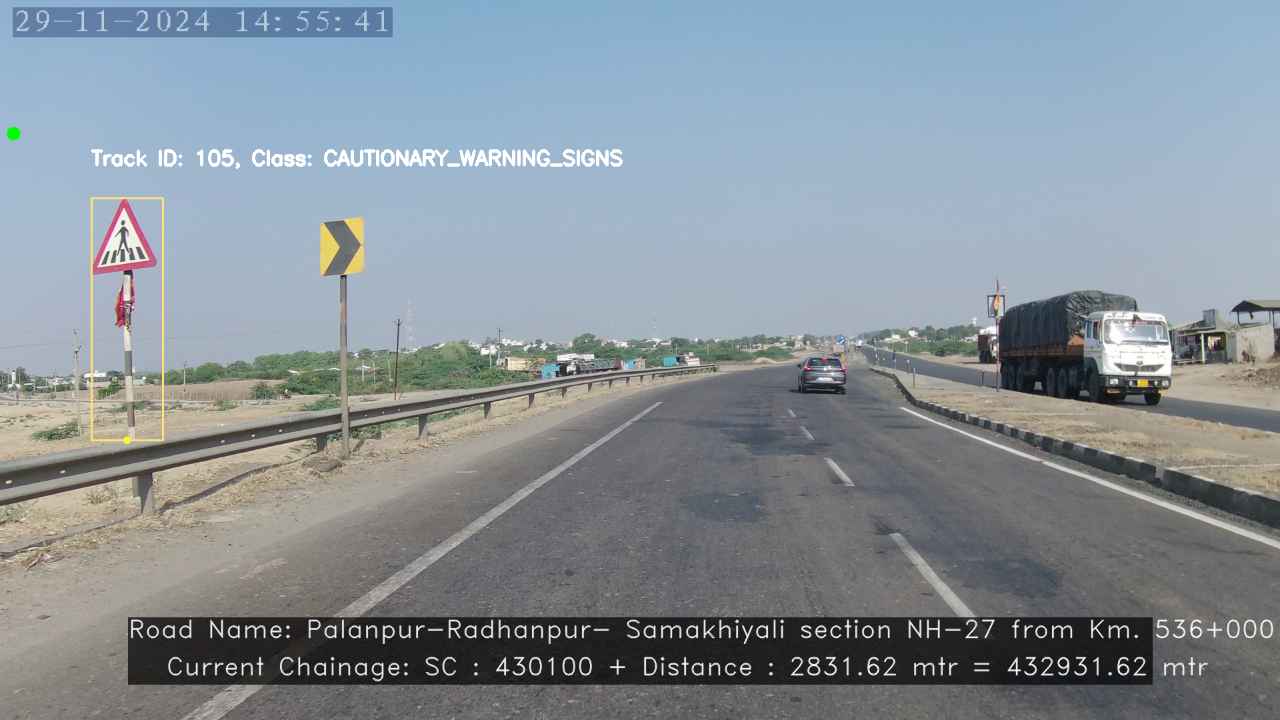 29-11-2024 14:55:41
Track ID: 105, Class: CAUTIONARY_WARNING_SIGNS
Road Name: Palanpur-Radhanpur- Samakhiyali section NH-27 from Km. 536+000
Current Chainage: SC : 430100 + Distance : 2831.62 mtr = 432931.62 mtr